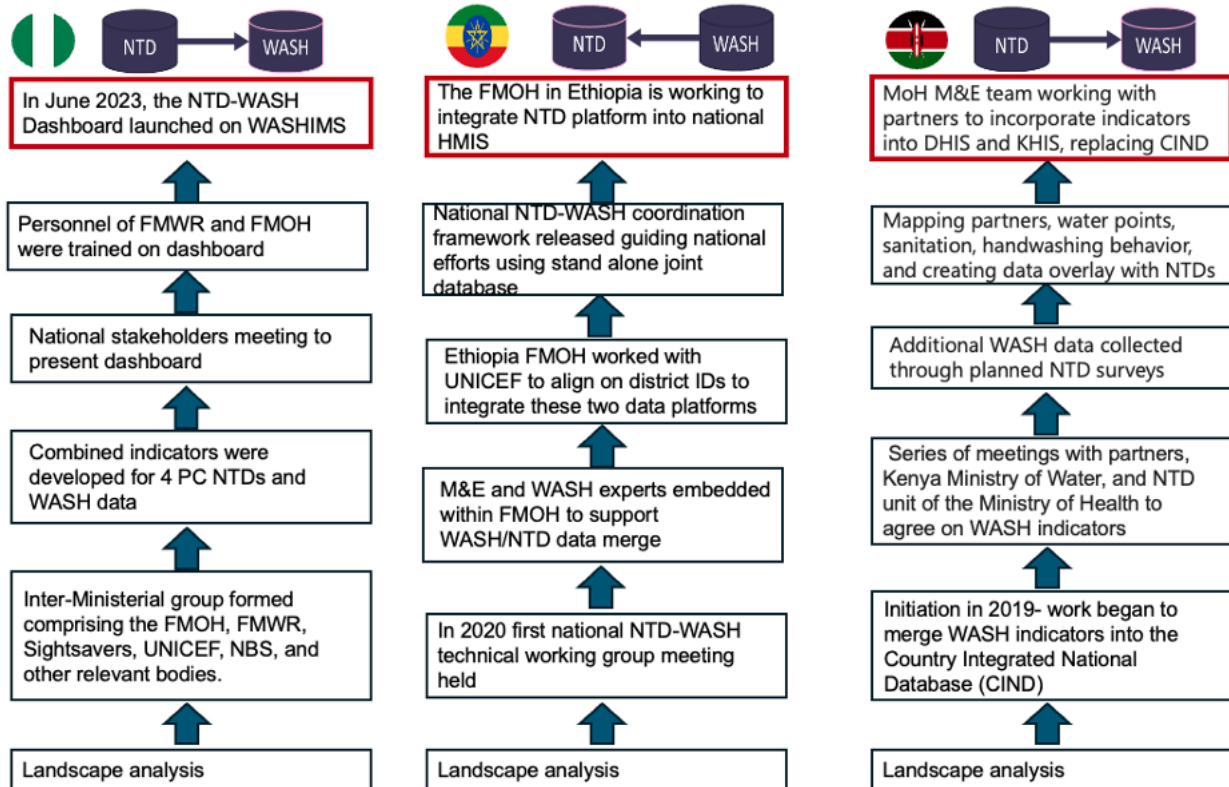 NTD
WASH
In June 2023, the NTD-WASH
Dashboard launched on WASHIMS
Personnel of FMWR and FMOH
were trained on dashboard
National stakeholders meeting to
present dashboard
Combined indicators were
developed for 4 PC NTDs and
WASH data
Inter-Ministerial group formed
comprising the FMOH, FMWR,
Sightsavers, UNICEF, NBS, and
other relevant bodies.
Landscape analysis
NTD
WASH
The FMOH in Ethiopia is working to
integrate NTD platform into national
HMIS
National NTD-WASH coordination
framework released guiding national
efforts using stand alone joint
database
Ethiopia FMOH worked with
UNICEF to align on district IDs to
integrate these two data platforms
M&E and WASH experts embedded
within FMOH to support
WASH/NTD data merge
In 2020 first national NTD-WASH
technical working group meeting
held
Landscape analysis
NTD
WASH
MoH M&E team working with
partners to incorporate indicators
into DHIS and KHIS, replacing CIND
Mapping partners, water points,
sanitation, handwashing behavior,
and creating data overlay with NTDs
Additional WASH data collected
through planned NTD surveys
Series of meetings with partners,
Kenya Ministry of Water, and NTD
unit of the Ministry of Health to
agree on WASH indicators
Initiation in 2019- work began to
merge WASH indicators into the
Country Integrated National
Database (CIND)
Landscape analysis